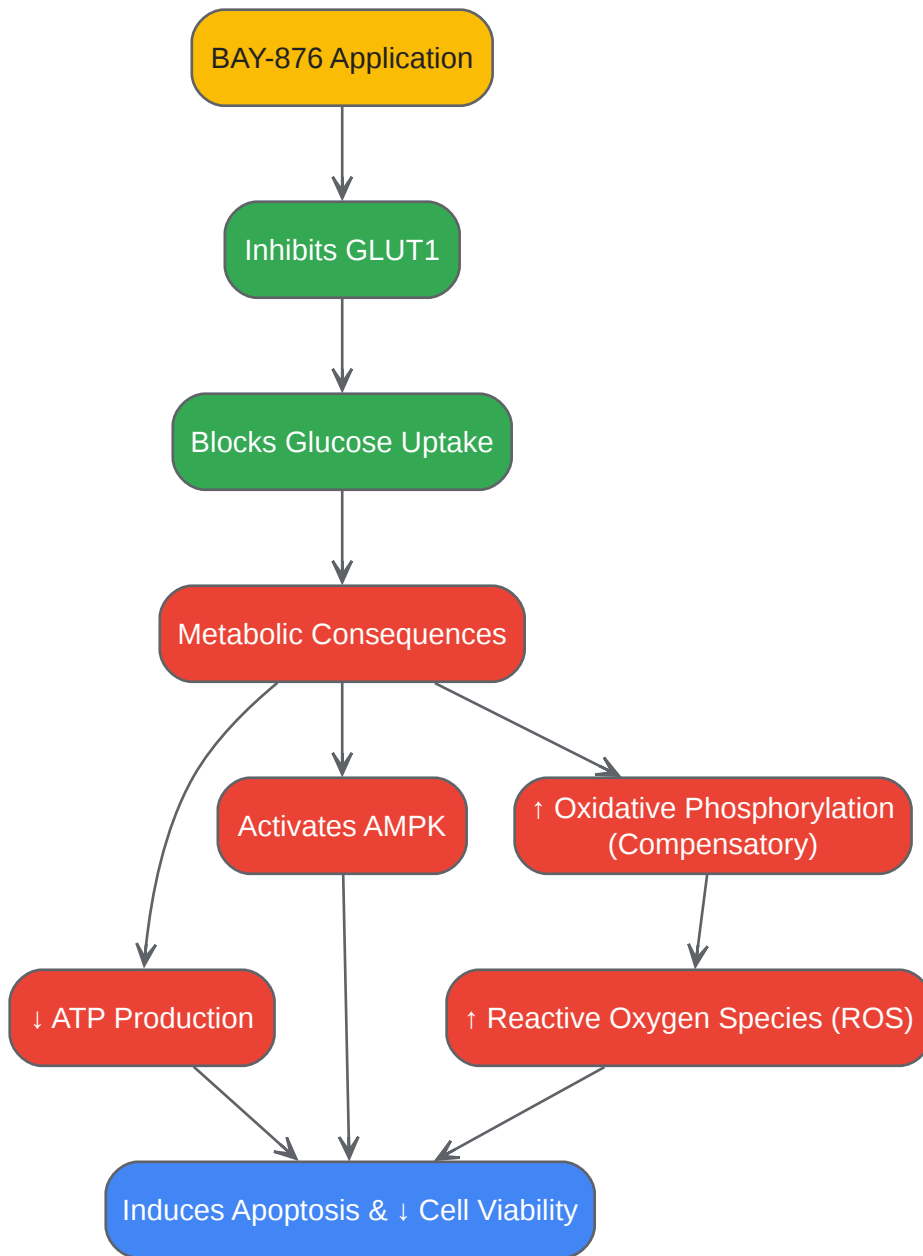 BAY-876 Application
Inhibits GLUT1
Blocks Glucose Uptake
Metabolic Consequences
Activates AMPK
↑ Oxidative Phosphorylation
(Compensatory)
↓ ATP Production
↑ Reactive Oxygen Species (ROS)
Induces Apoptosis & ↓ Cell Viability